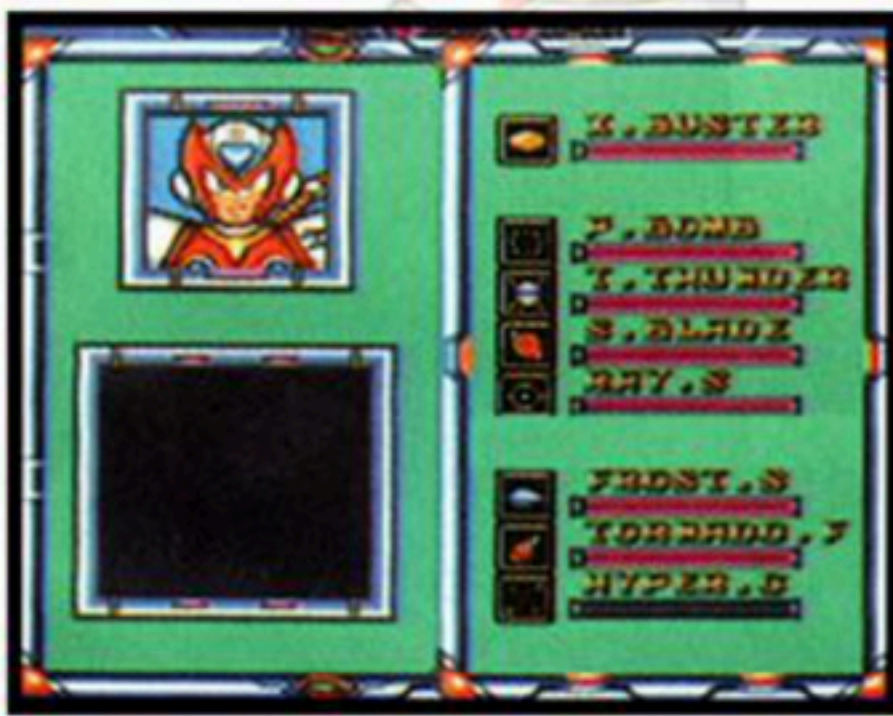 Z.BUSTER
P.BOMB
T.THUNDER
S.BLADE
RAY.S
FROST.S
TORNADO.F
HYPER.C